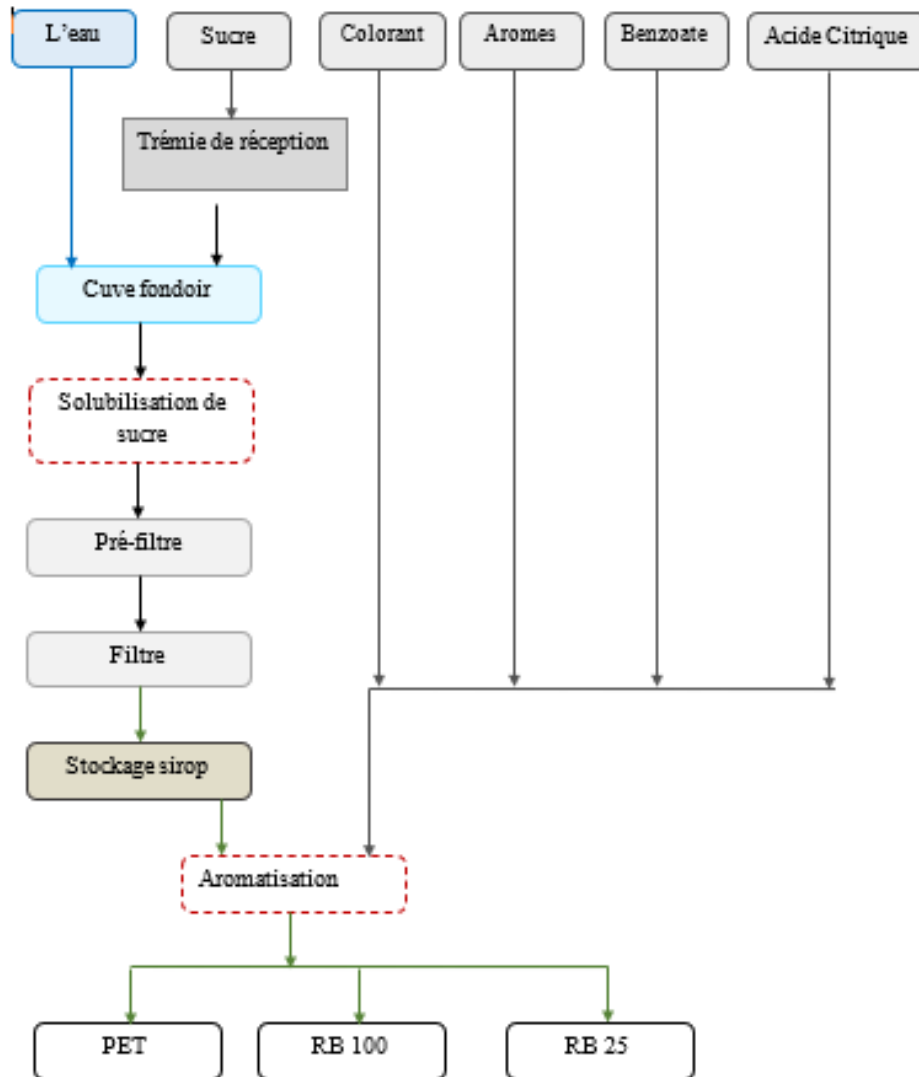 L'eau
Sucre
Colorant
Aromes
Benzoate
Acide Citrique
Trémie de réception
Cuve fondoir
Solubilisation de
sucre
Pré-filtre
Filtre
Stockage sirop
Aromatisation
PET
RB 100
RB 25